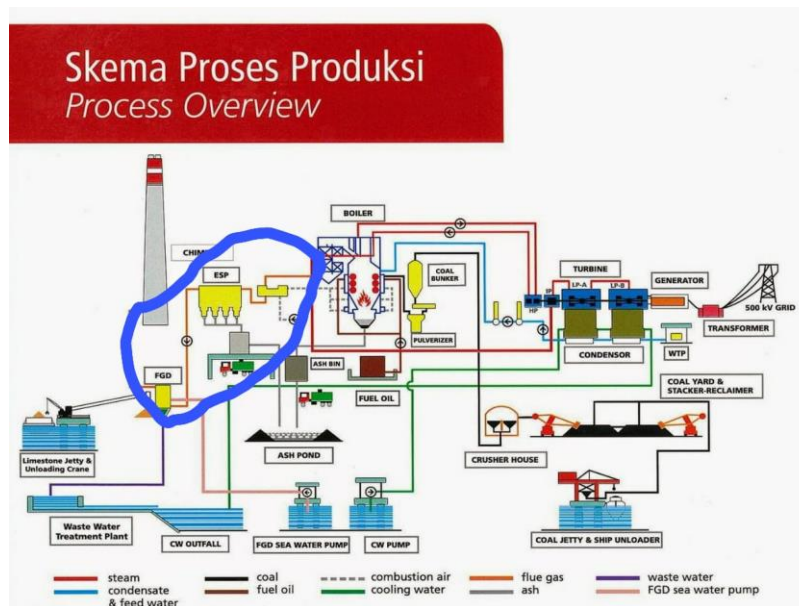 Skema Proses Produksi
Process Overview
BOILER
CHIM
ESP
COAL
BUNKER
TURBINE
LP-A
LP-B
GENERATOR
HP
IP
500 kV GRID
TRANSFORMER
PULVERIZER
CONDENSOR
WTP
FGD
ASH BIN
FUEL OIL
COAL YARD &
STACKER-RECLAIMER
Limestone Jetty &
Unloading Crane
ASH POND
CRUSHER HOUSE
Waste Water
Treatment Plant
CW OUTFALL
FGD SEA WATER PUMP
CW PUMP
COAL JETTY & SHIP UNLOADER
steam
coal
combustion air
flue gas
waste water
condensate
& feed water
fuel oil
cooling water
ash
FGD sea water pump